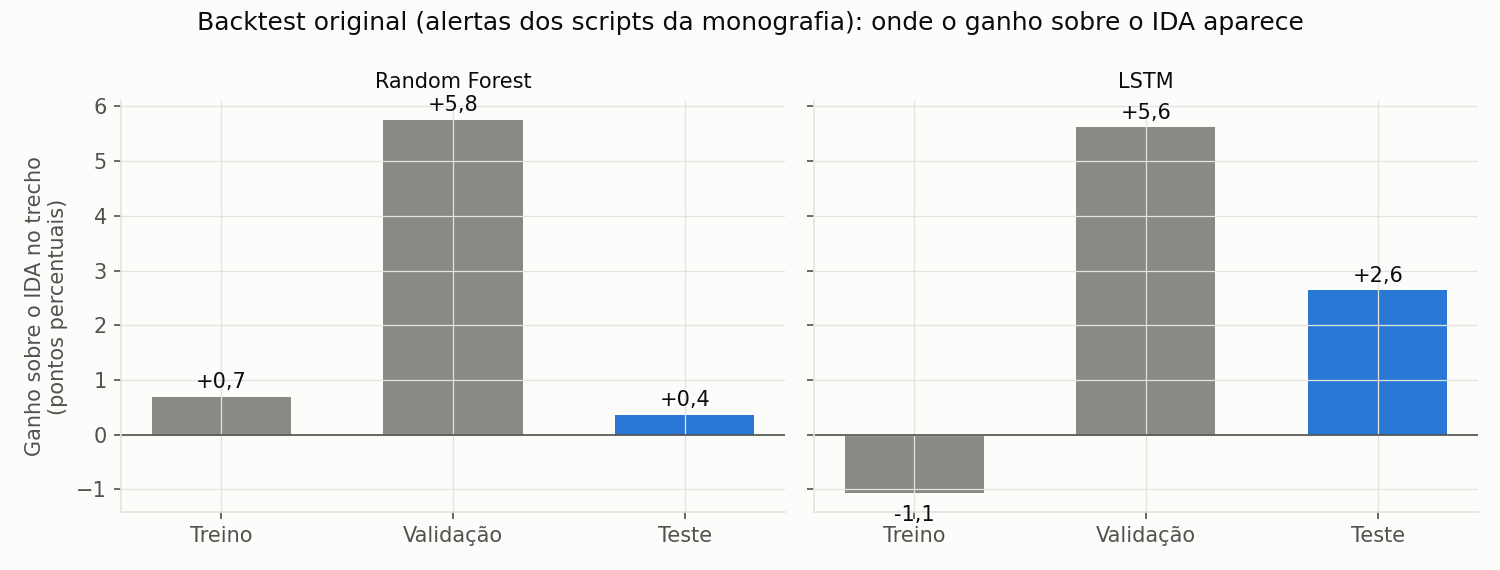 Backtest original (alertas dos scripts da monografia): onde o ganho sobre o IDA aparece
Ganho sobre o IDA no trecho
(pontos percentuais)
Random Forest
6
5
4
3
2
1
0
−1
+0,7
+5,8
+0,4
Treino
Validação
Teste
LSTM
-1,1
+5,6
+2,6
Treino
Validação
Teste